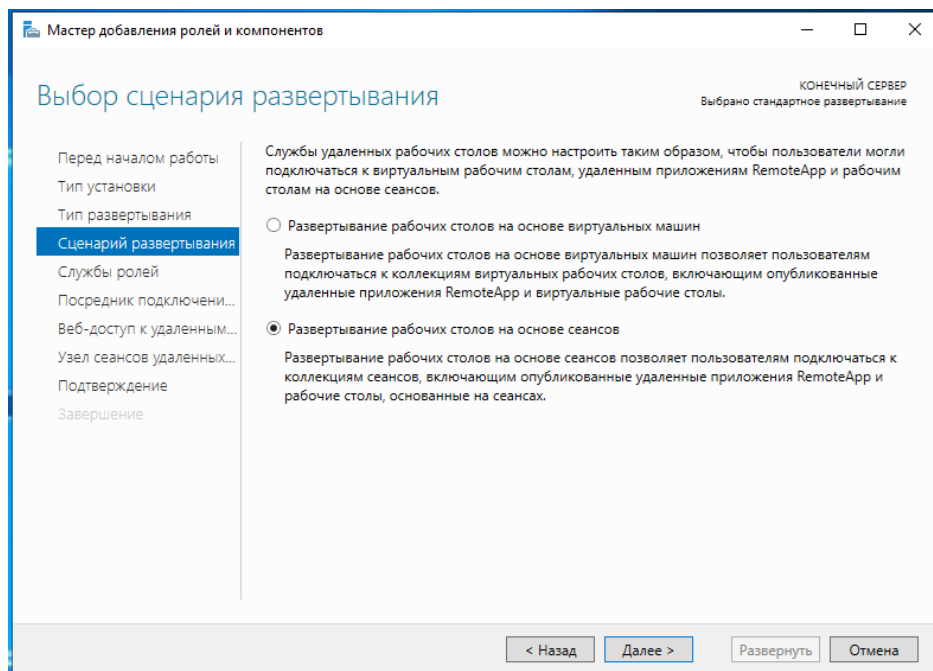 Мастер добавления ролей и компонентов
Выбор сценария развертывания
КОНЕЧНЫЙ СЕРВЕР
Выбрано стандартное развертывание
Перед началом работы
Тип установки
Тип развертывания
Сценарий развертывания
Службы ролей
Посредник подключени...
Веб-доступ к удаленным...
Узел сеансов удаленных...
Подтверждение
Завершение
Службы удаленных рабочих столов можно настроить таким образом, чтобы пользователи могли
подключаться к виртуальным рабочим столам, удаленным приложениям RemoteApp и рабочим
столам на основе сеансов.
Развертывание рабочих столов на основе виртуальных машин
Развертывание рабочих столов на основе виртуальных машин позволяет пользователям
подключаться к коллекциям виртуальных рабочих столов, включающим опубликованные
удаленные приложения RemoteApp и виртуальные рабочие столы.
Развертывание рабочих столов на основе сеансов
Развертывание рабочих столов на основе сеансов позволяет пользователям подключаться к
коллекциям сеансов, включающим опубликованные удаленные приложения RemoteApp и
рабочие столы, основанные на сеансах.
< Назад
Далее >
Развернуть
Отмена